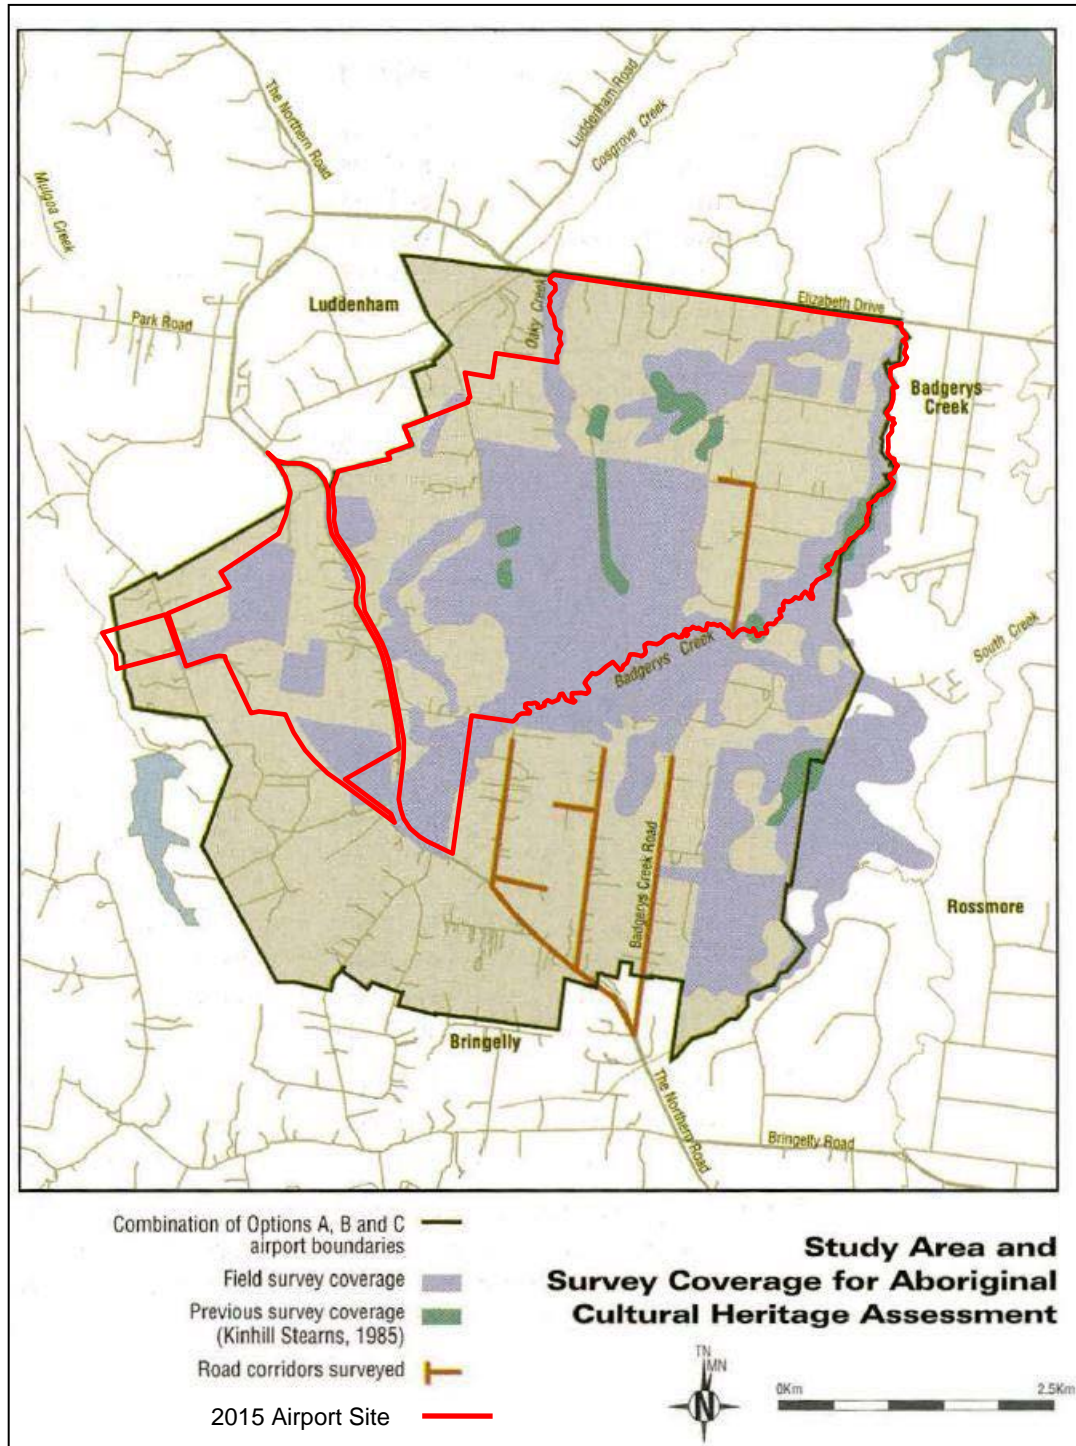 The Northern Road
Luddenham Road
Cosgrove Creek
Mulgoa Creek
Luddenham
Oaky Creek
Elizabeth Drive
Park Road
Badgerys
Creek
Badgerys Creek
South Creek
Badgerys Creek Road
Rossmore
Bringelly
The Northern Road
Bringelly Road
Combination of Options A, B and C
airport boundaries
Field survey coverage
Previous survey coverage
(Kinhill Stearns, 1985)
Road corridors surveyed
2015 Airport Site
Study Area and
Survey Coverage for Aboriginal
Cultural Heritage Assessment
TN
MN
N
0Km
2.5Km